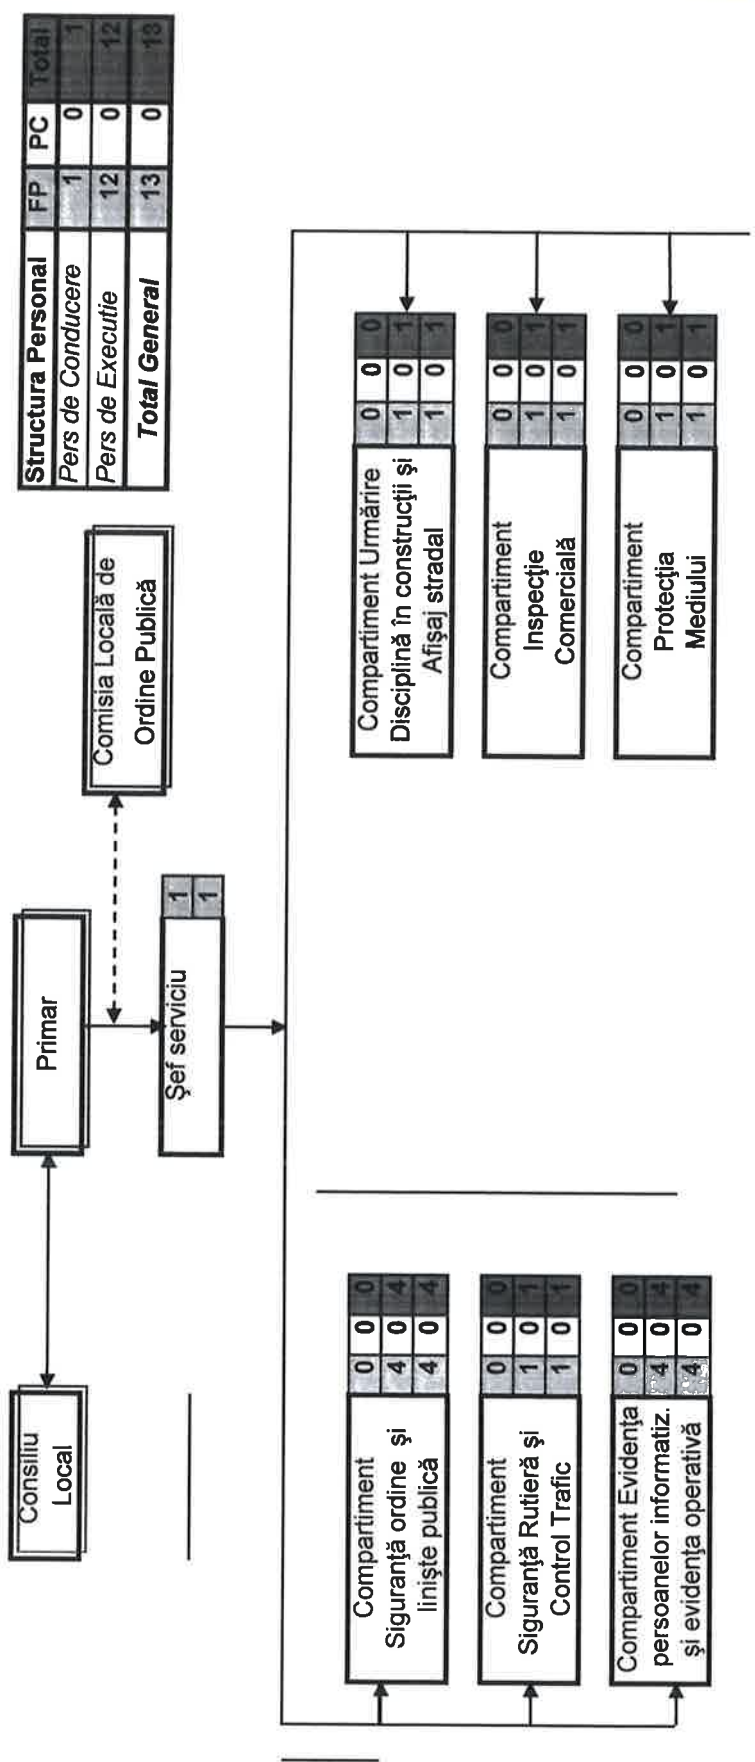 Consiliu
Local
Primar
Comisia Locală de
Ordine Publică
Structura Personal FP PC Total
Pers de Conducere 1 0 1
Pers de Executie 12 0 12
Total General 13 0 13
Şef serviciu 1
1
Compartiment 0 0 0
Siguranţă ordine şi 4 0 4
linişte publică 4 0 4
Compartiment 0 0 0
Siguranţă Rutieră şi 1 0 1
Control Trafic 1 0 1
Compartiment Evidenţa 0 0 0
persoanelor informatiz. 4 0 4
şi evidenţa operativă 4 0 4
Compartiment Urmărire 0 0 0
Disciplină în construcţii şi 1 0 1
Afişaj stradal 1 0 1
Compartiment 0 0 0
Inspecţie 1 0 1
Comercială 1 0 1
Compartiment 0 0 0
Protecţia 1 0 1
Mediului 1 0 1